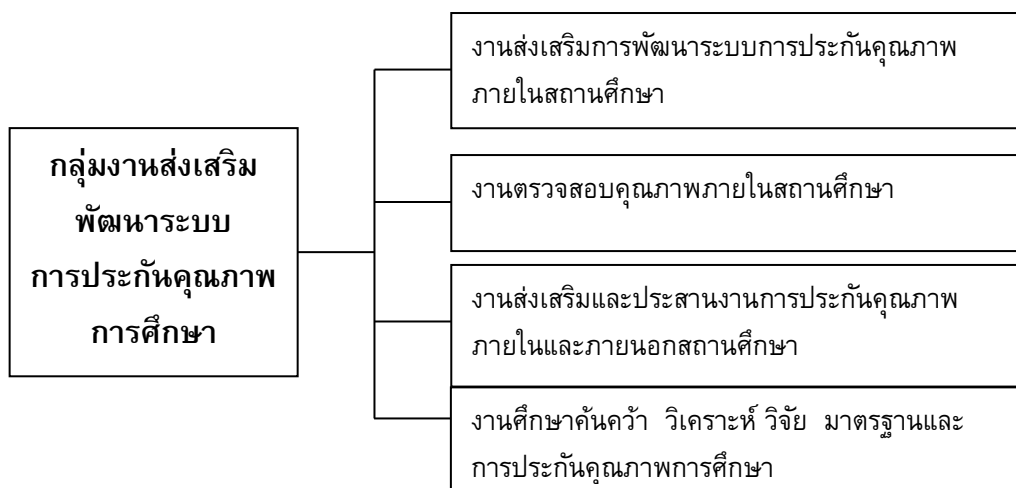 กลุ่มงานส่งเสริม
พัฒนาระบบ
การประกันคุณภาพ
การศึกษา
งานส่งเสริมการพัฒนาระบบการประกันคุณภาพ
ภายในสถานศึกษา
งานตรวจสอบคุณภาพภายในสถานศึกษา
งานส่งเสริมและประสานงานการประกันคุณภาพ
ภายในและภายนอกสถานศึกษา
งานศึกษาค้นคว้า วิเคราะห์ วิจัย มาตรฐานและ
การประกันคุณภาพการศึกษา